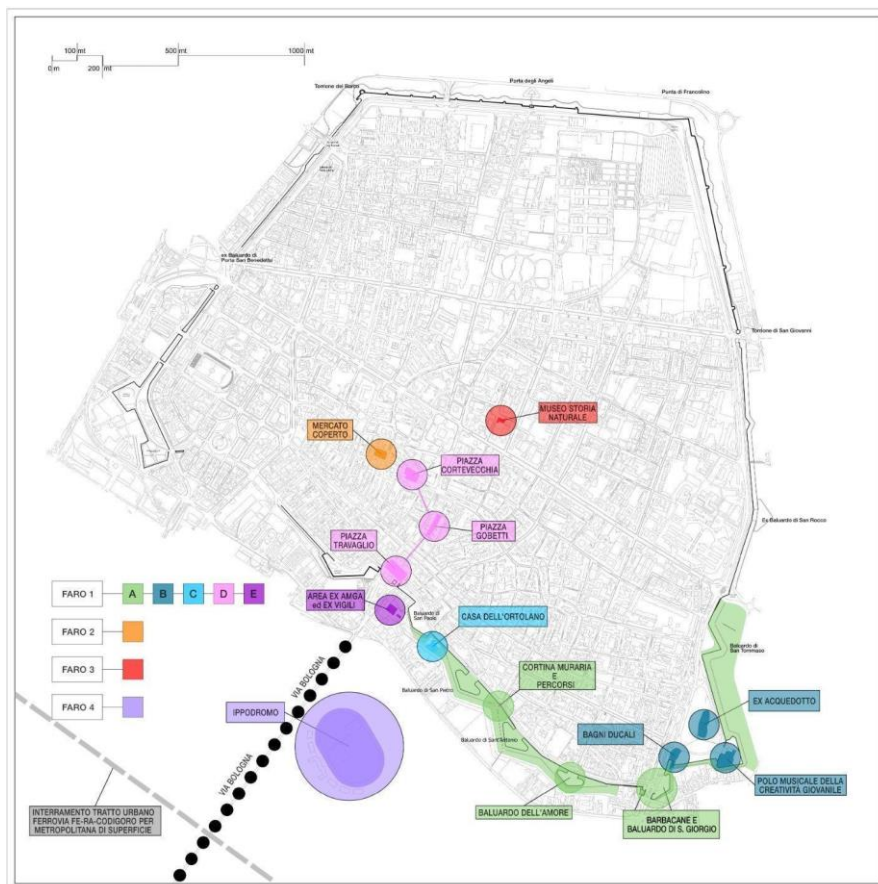 100 mt
500 mt
1000 mt
0 m
200 mt
Porta degli Angeli
Torrione del Barco
Punta di Francolino
ex Baluardo di
Porta San Benedetto
Torrione di San Giovanni
MUSEO STORIA
NATURALE
MERCATO
COPERTO
PIAZZA
CORTEVECCHIA
PIAZZA
GOBETTI
Ex Baluardo di San Rocco
PIAZZA
TRAVAGLIO
FARO 1
A
B
C
D
E
AREA EX AMGA
ed EX VIGILI
Baluardo di
San Paolo
CASA DELL'ORTOLANO
FARO 2
Baluardo di
San Tommaso
FARO 3
VIA BOLOGNA
CORTINA MURARIA
E
PERCORSI
Baluardo di San Pietro
FARO 4
IPPODROMO
EX ACQUEDOTTO
BAGNI DUCALI
Baluardo di Sant'Antonio
VIA BOLOGNA
POLO MUSICALE DELLA
CREATIVITÀ GIOVANILE
INTERRAMENTO TRATTO URBANO
FERROVIA FE-RA-CODIGORO PER
METROPOLITANA DI SUPERFICIE
BALUARDO DELL'AMORE
BARBACANE E
BALUARDO DI S. GIORGIO